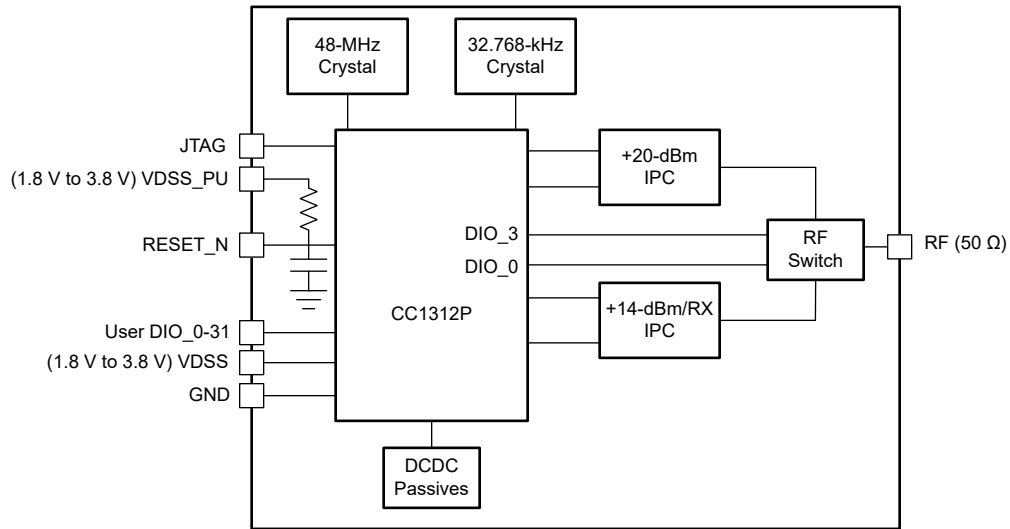 48-MHz
Crystal
32.768-kHz
Crystal
JTAG
(1.8 V to 3.8 V) VDSS_PU
RESET_N
User DIO_0-31
(1.8 V to 3.8 V) VDSS
GND
CC1312P
DIO_3
DIO_0
+20-dBm
IPC
+14-dBm/RX
IPC
RF
Switch
RF (50 Ω)
DCDC
Passives